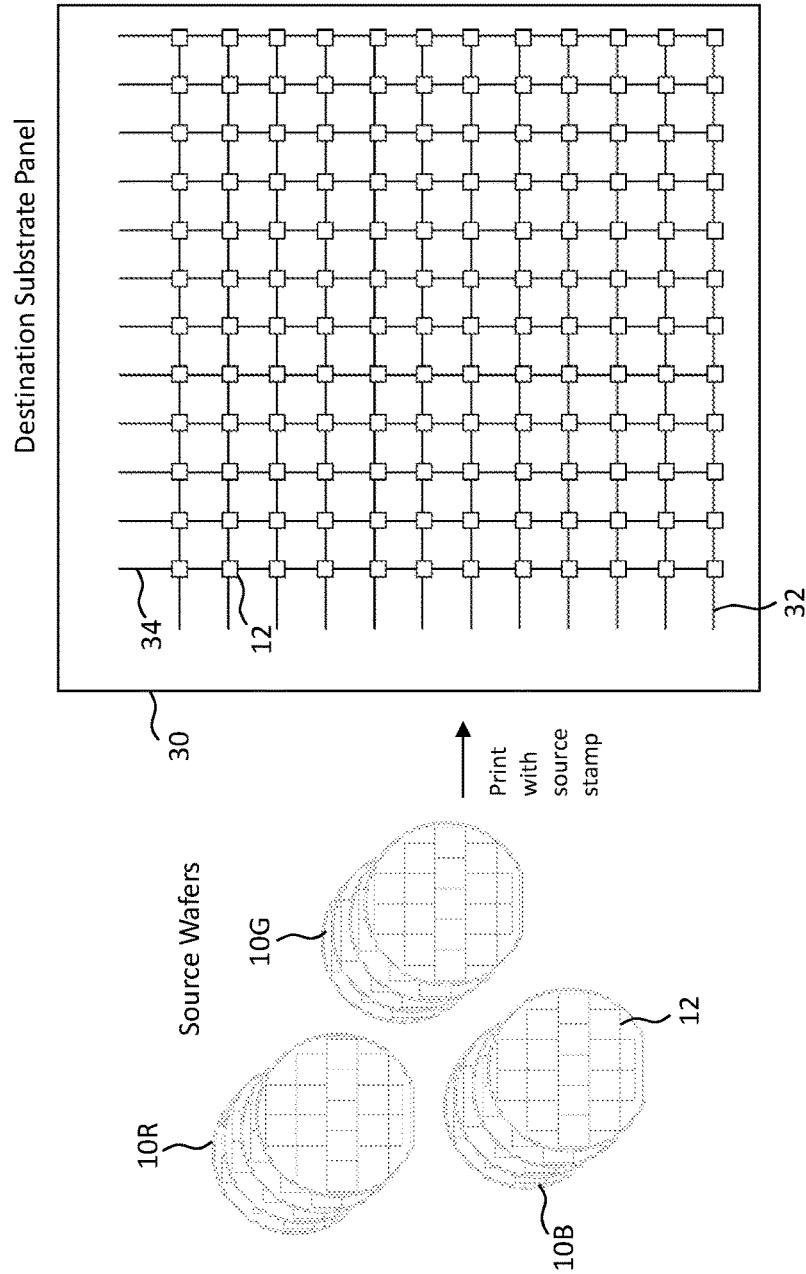 Source Wafers
10R
10G
10B
12
Print
with
source
stamp
Destination Substrate Panel
30
34
12
32